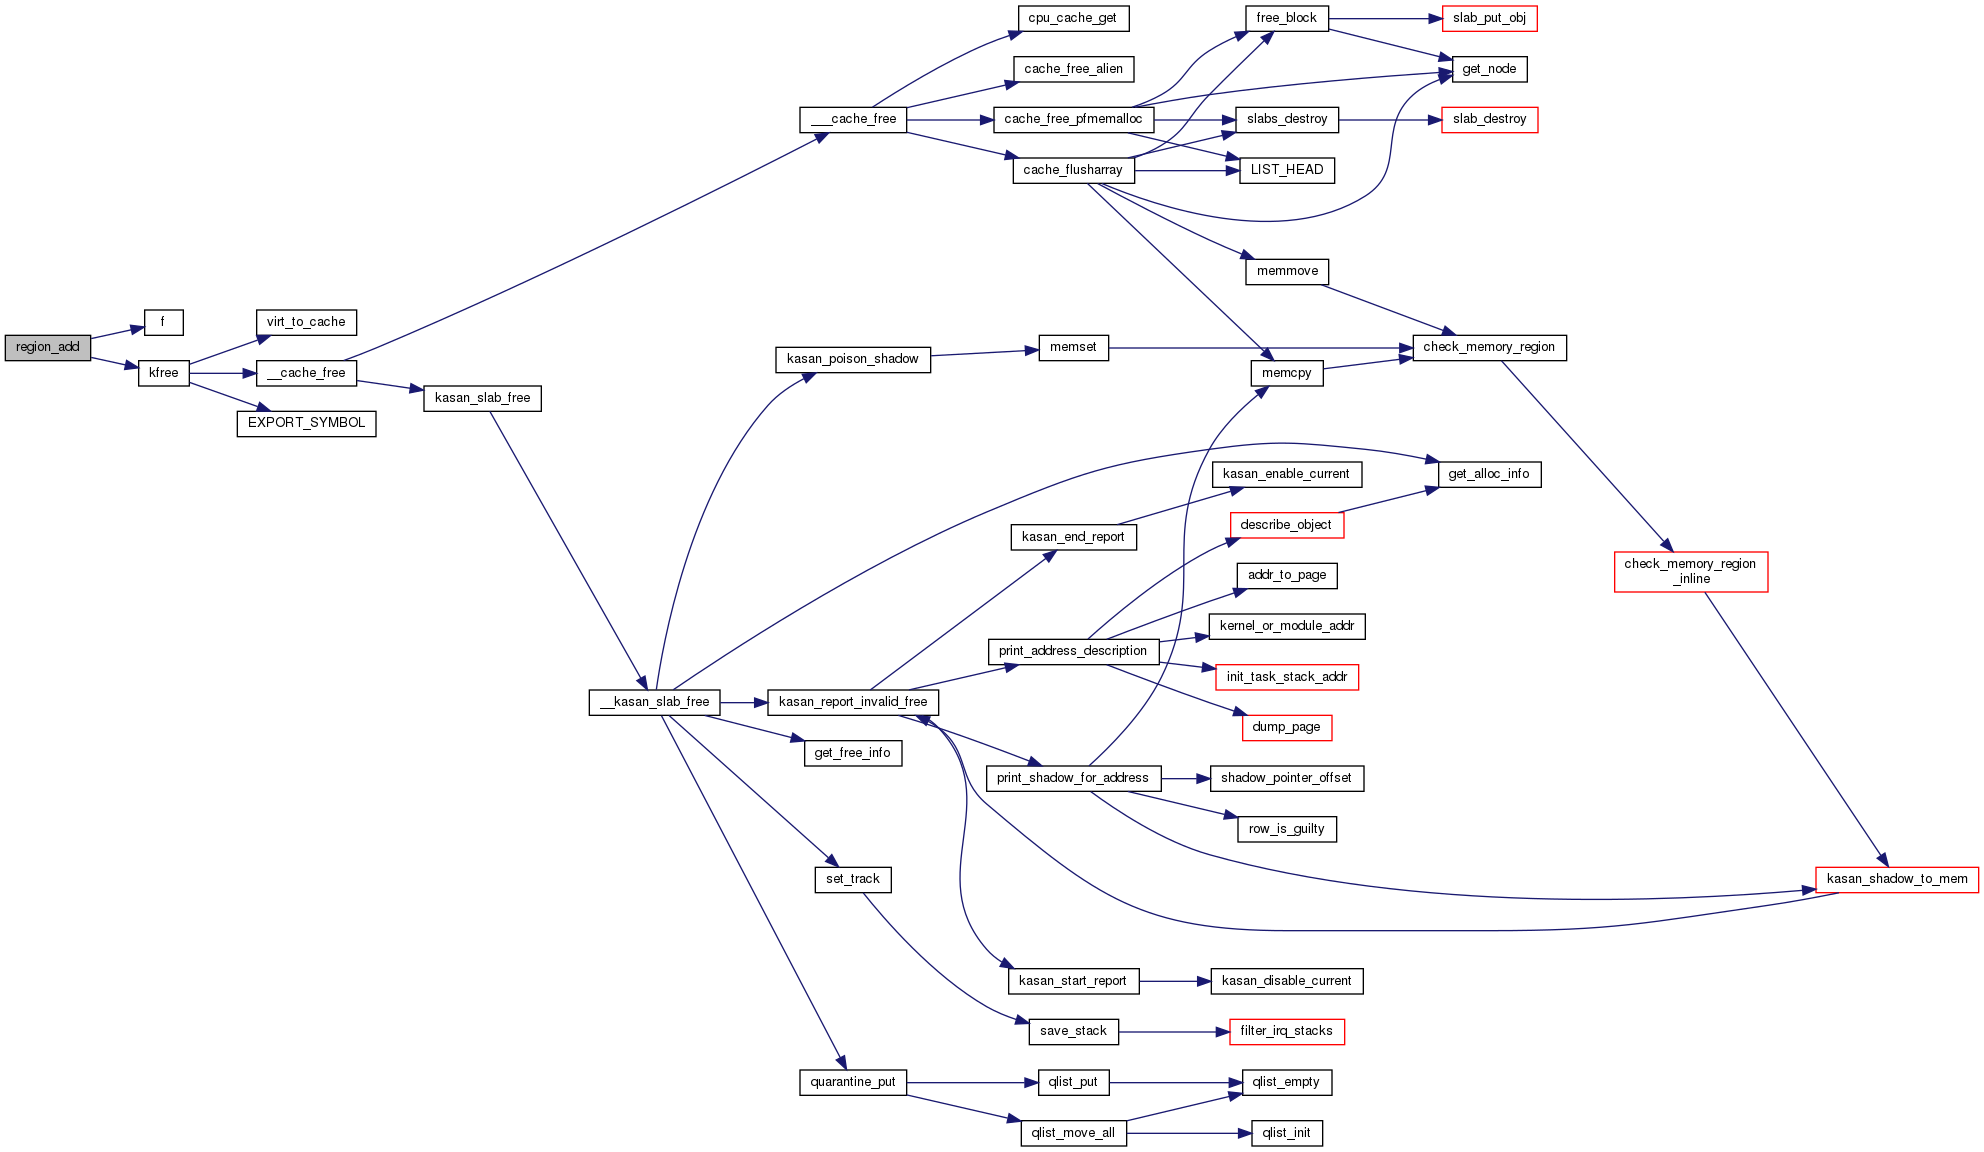 region_add
f
kfree
virt_to_cache
__cache_free
EXPORT_SYMBOL
kasan_slab_free
__kasan_slab_free
___cache_free
kasan_poison_shadow
kasan_report_invalid_free
get_free_info
set_track
quarantine_put
cpu_cache_get
cache_free_alien
cache_free_pfmemalloc
cache_flusharray
memset
kasan_end_report
print_address_description
print_shadow_for_address
kasan_start_report
save_stack
qlist_put
qlist_move_all
free_block
slabs_destroy
LIST_HEAD
memmove
memcpy
kasan_enable_current
describe_object
addr_to_page
kernel_or_module_addr
init_task_stack_addr
dump_page
shadow_pointer_offset
row_is_guilty
kasan_disable_current
filter_irq_stacks
qlist_empty
qlist_init
slab_put_obj
get_node
slab_destroy
check_memory_region
get_alloc_info
check_memory_region
_inline
kasan_shadow_to_mem